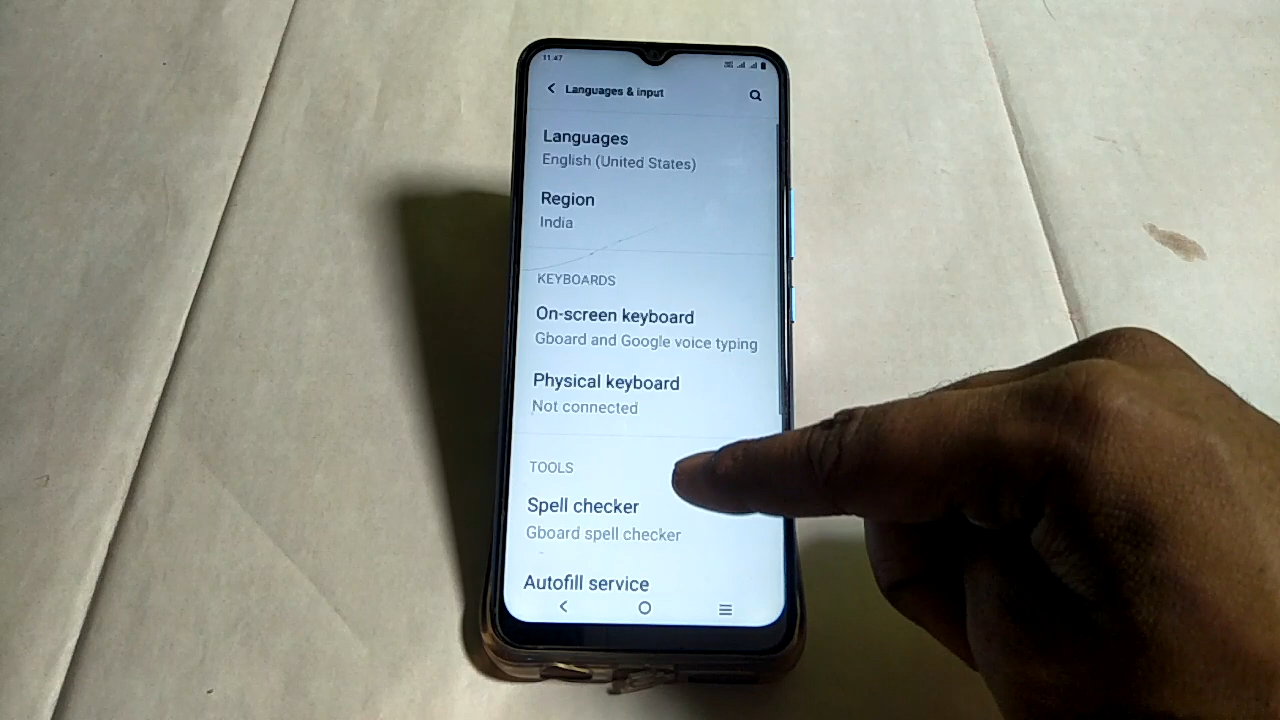 11:47
Languages & input
Languages
English (United States)
Region
India
KEYBOARDS
On-screen keyboard
Gboard and Google voice typing
Physical keyboard
Not connected
TOOLS
Spell checker
Gboard spell checker
Autofill service